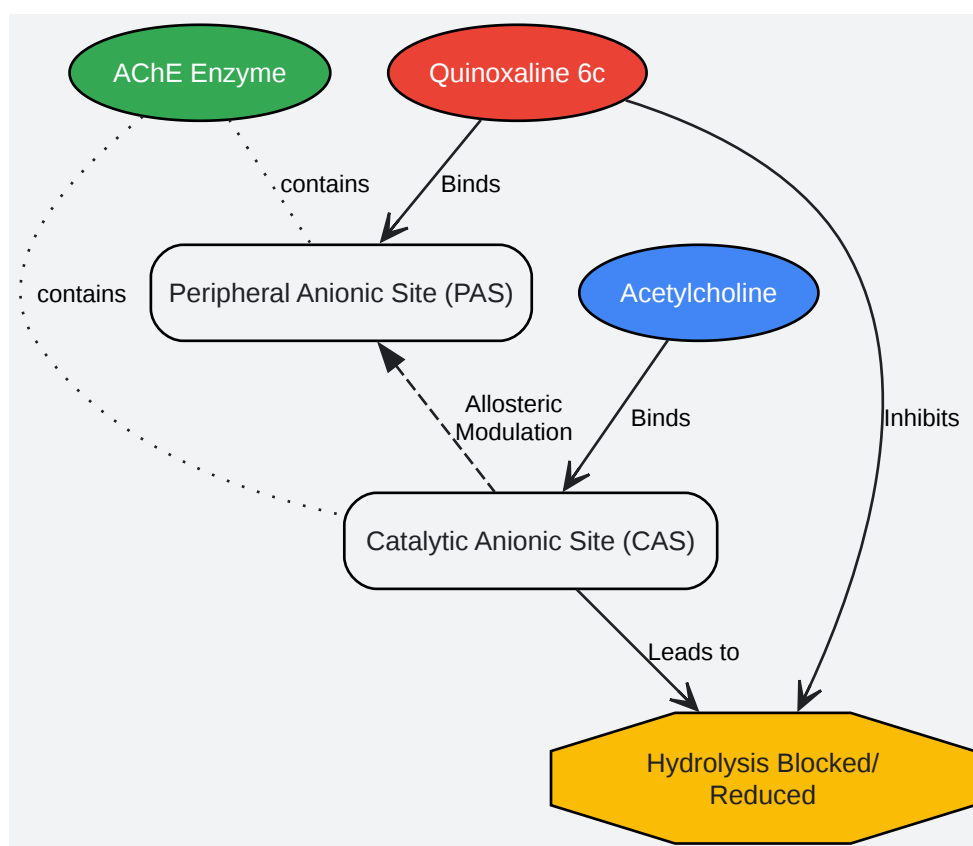 AChE Enzyme
Quinoxaline 6c
contains
Binds
contains
Peripheral Anionic Site (PAS)
Acetylcholine
Allosteric
Modulation
Binds
Inhibits
Catalytic Anionic Site (CAS)
Leads to
Hydrolysis Blocked/
Reduced